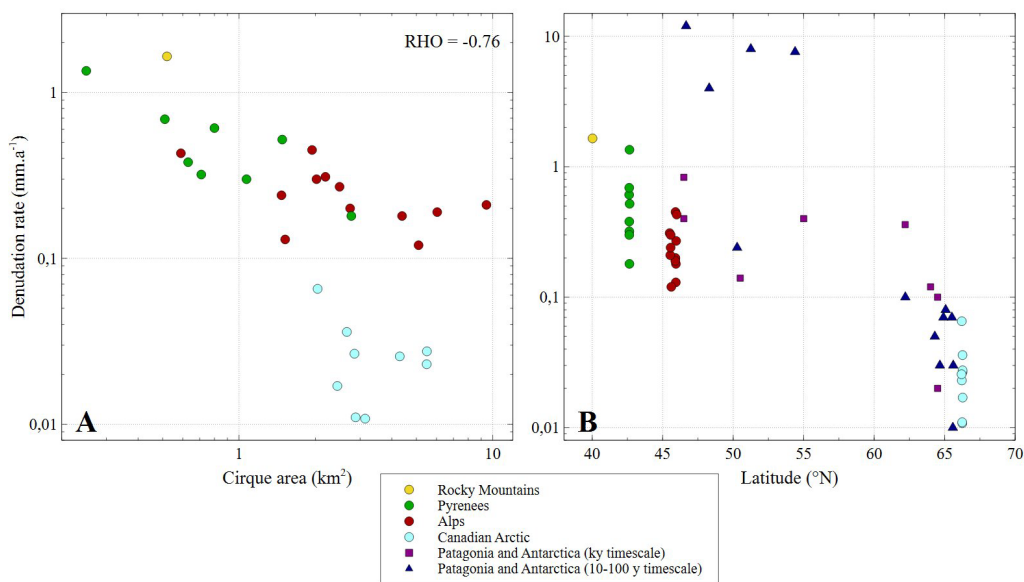 RHO = -0.76
1
0,1
0,01
Denudation rate (mm.a-1)
A
1
10
Cirque area (km2)
10
1
0,1
0,01
B
40
45
50
55
60
65
70
Latitude (°N)
Rocky Mountains
Pyrenees
Alps
Canadian Arctic
Patagonia and Antarctica (ky timescale)
Patagonia and Antarctica (10-100 y timescale)